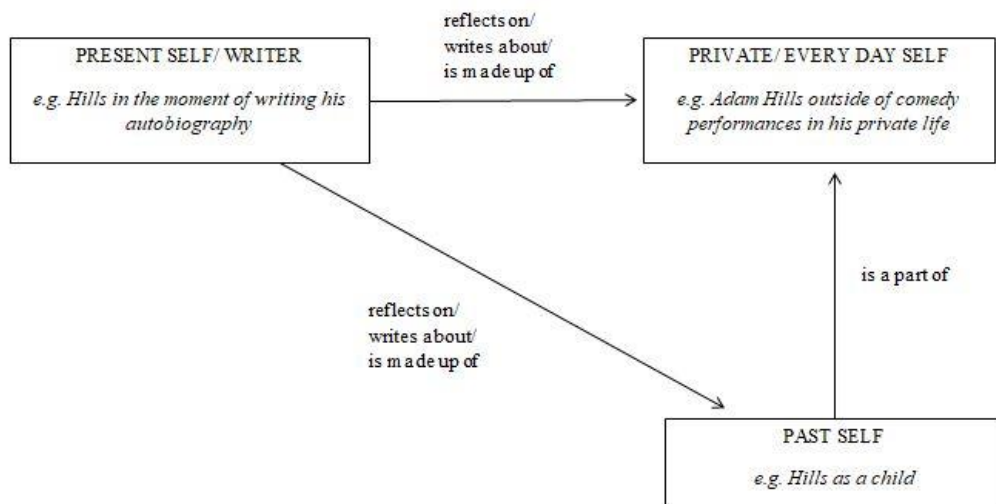 reflects on/
writes about/
is made up of
PRESENT SELF/ WRITER
e.g. Hills in the moment of writing his
autobiography
PRIVATE/ EVERY DAY SELF
e.g. Adam Hills outside of comedy
performances in his private life
is a part of
reflects on/
writes about/
is made up of
PAST SELF
e.g. Hills as a child